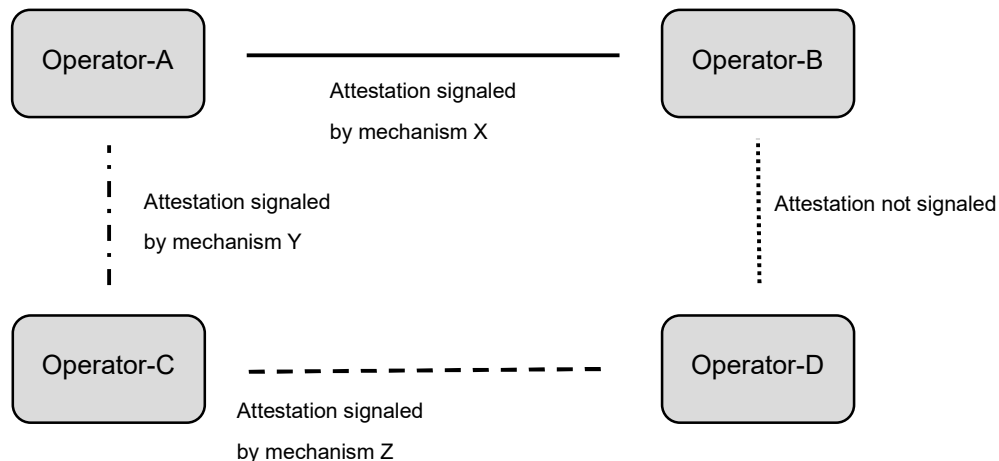 Operator-A
Operator-B
Attestation signaled
by mechanism X
Attestation signaled
by mechanism Y
Attestation not signaled
Operator-C
Operator-D
Attestation signaled
by mechanism Z